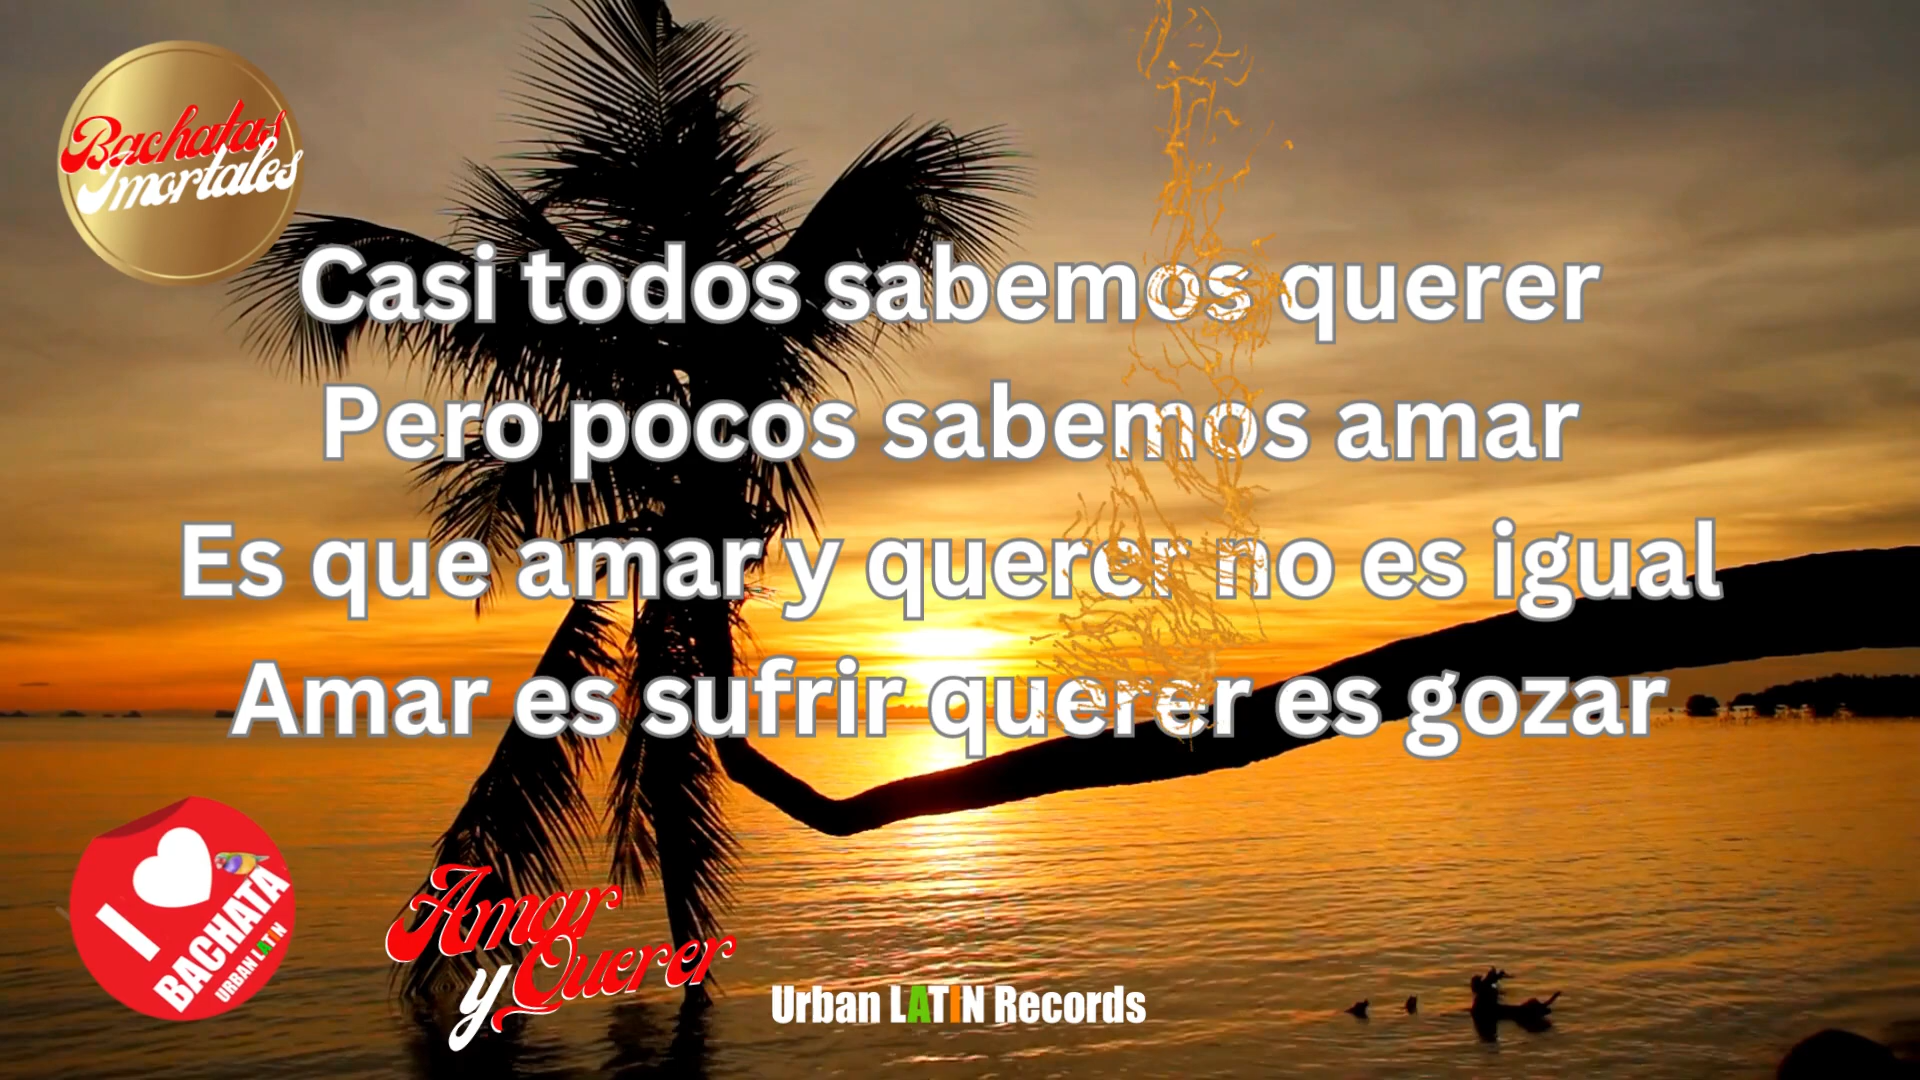 Bachatas
Inmortales
Casi todos sabemos querer
Pero pocos sabemos amar
Es que amar y querer no es igual
Amar es sufrir querer es gozar
I
BACHATA
URBAN LATIN
Amar
y Querer
Urban LATIN Records